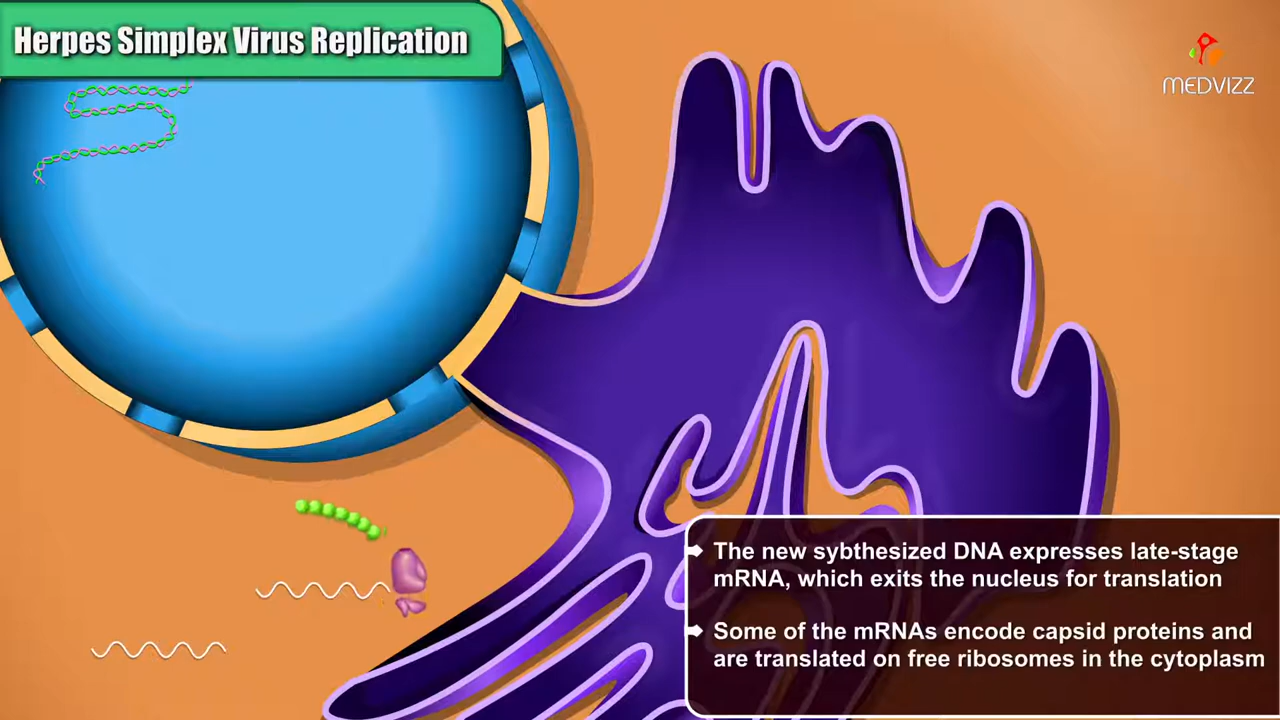 Herpes Simplex Virus Replication
MEDVIZZ
The new sybthesized DNA expresses late-stage
mRNA, which exits the nucleus for translation
Some of the mRNAs encode capsid proteins and
are translated on free ribosomes in the cytoplasm